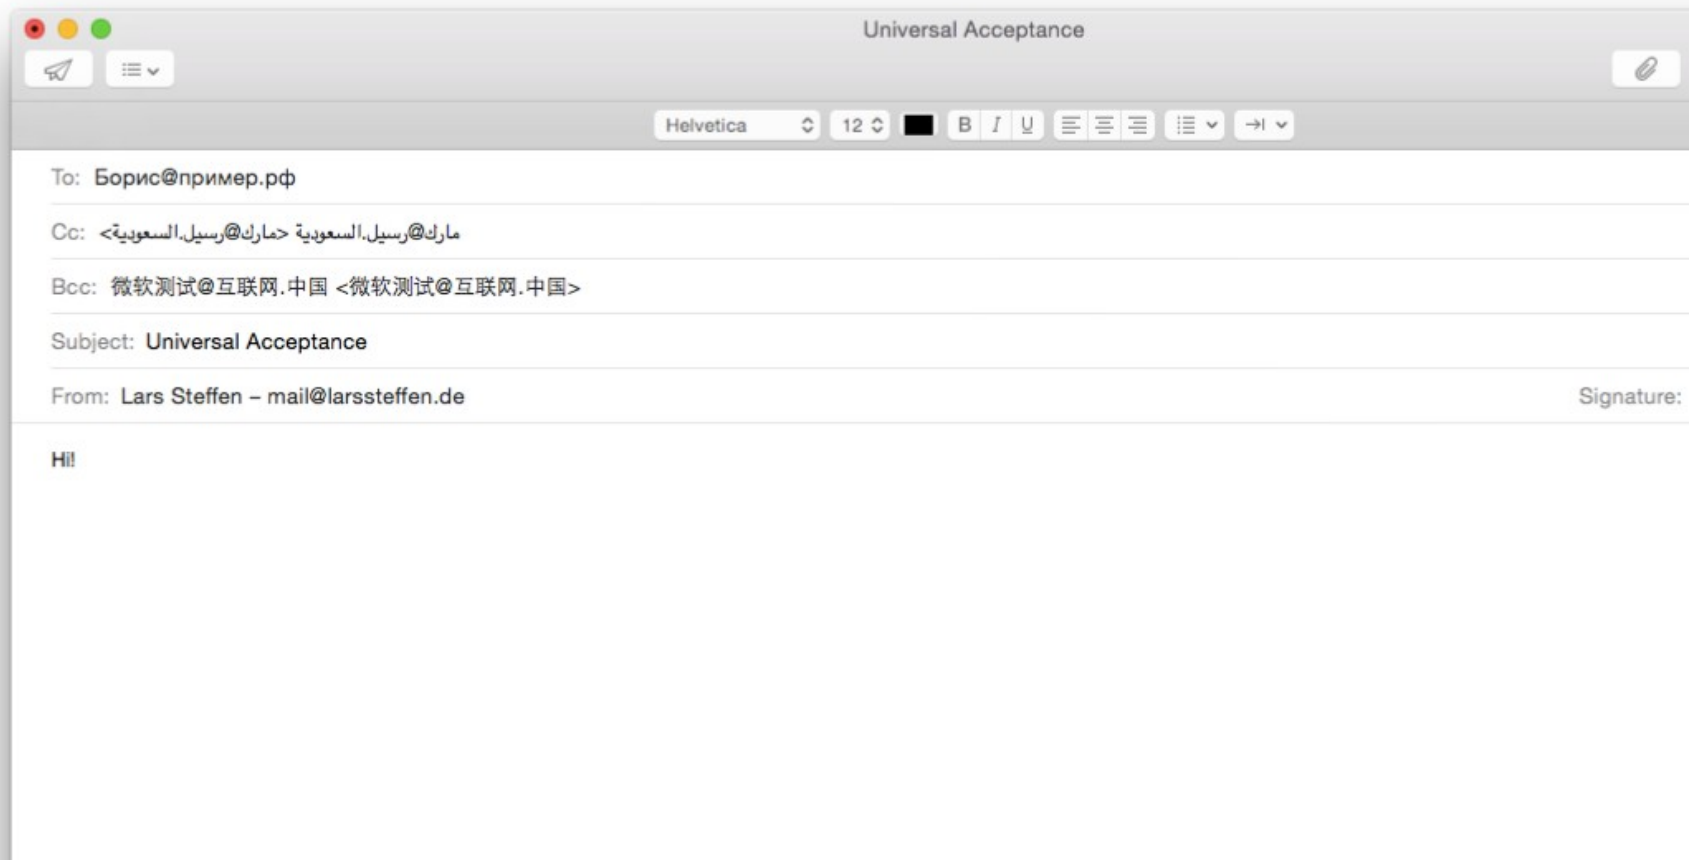 Universal Acceptance
Helvetica 12 B I U
To: Борис@пример.рф
Cc: مارك@رسيل.السعودية <مارك@رسيل.السعودية>
Bcc: 微软测试@互联网.中国 <微软测试@互联网.中国>
Subject: Universal Acceptance
From: Lars Steffen – mail@larssteffen.de Signature:
Hi!